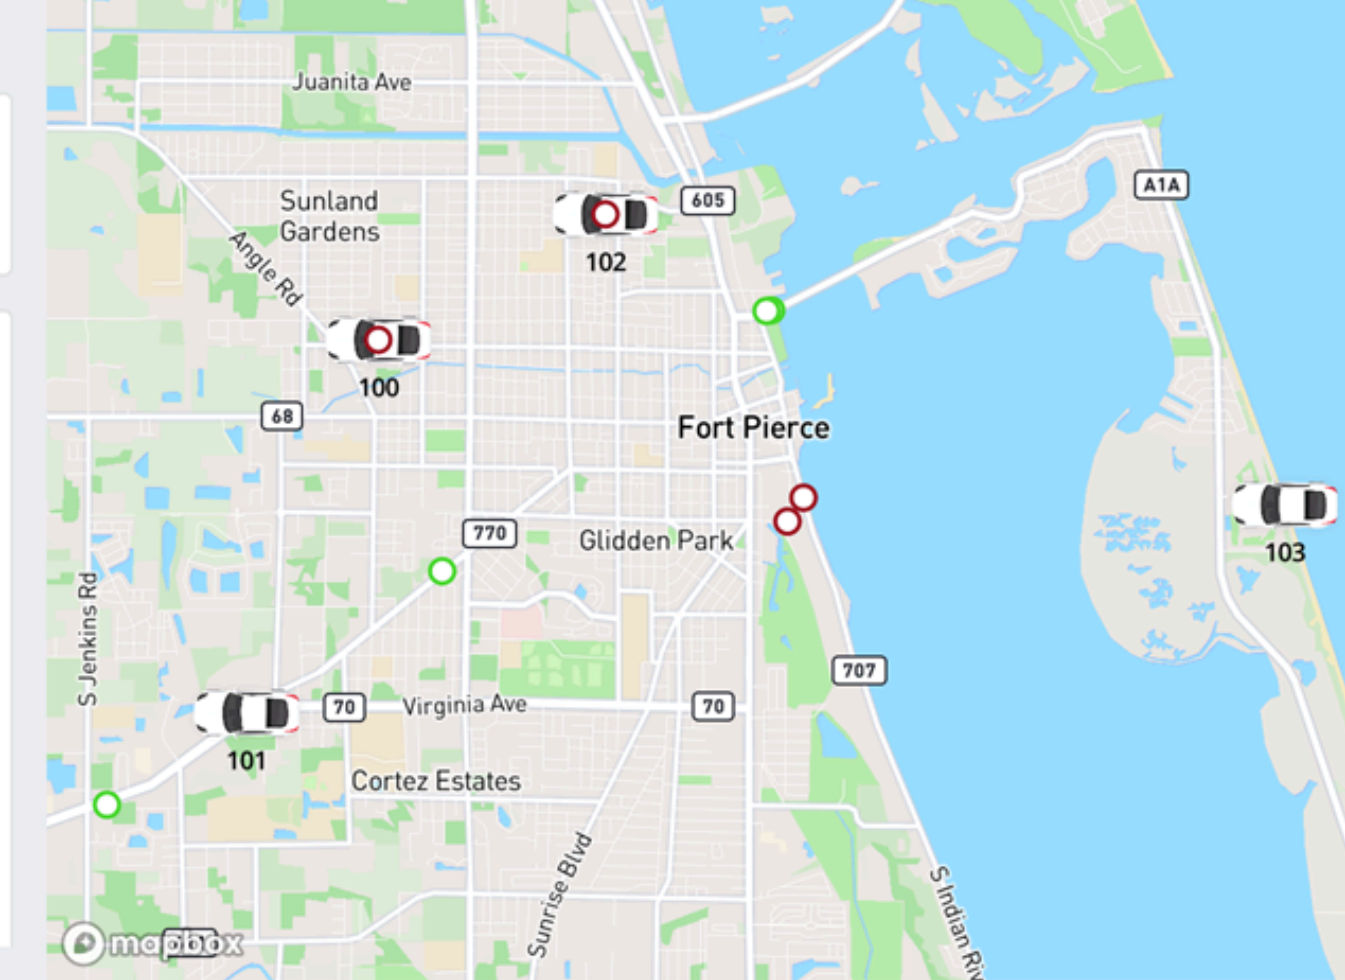 Juanita Ave
Sunland
Gardens
Angle Rd
605
A1A
102
100
68
Fort Pierce
770
Glidden Park
103
S Jenkins Rd
707
70
Virginia Ave
70
101
Cortez Estates
Sunrise Blvd
S Indian Riv
mapbox